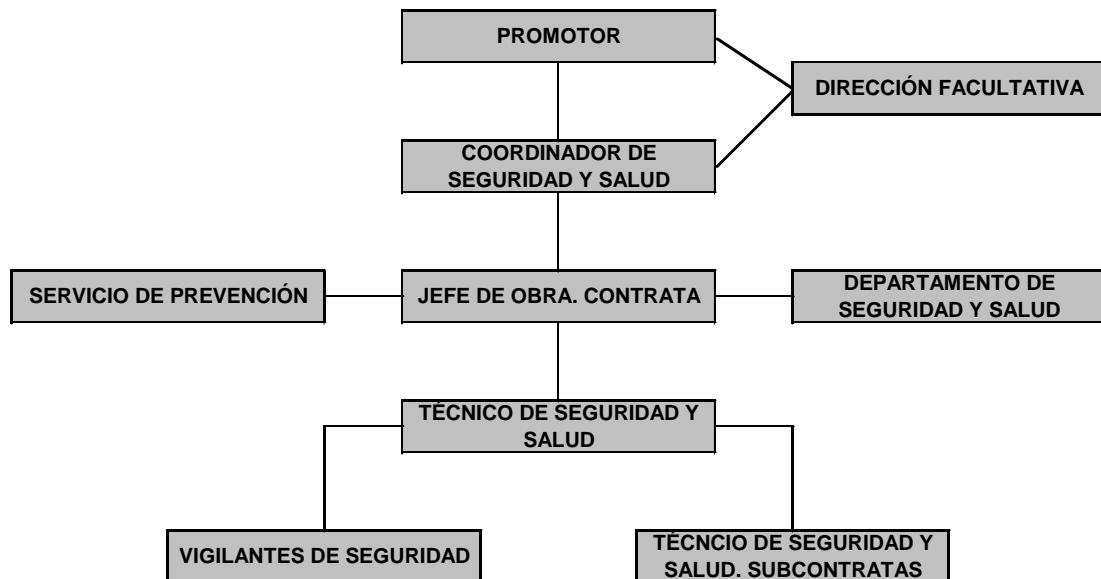 PROMOTOR
DIRECCIÓN FACULTATIVA
COORDINADOR DE
SEGURIDAD Y SALUD
SERVICIO DE PREVENCIÓN
JEFE DE OBRA. CONTRATA
DEPARTAMENTO DE
SEGURIDAD Y SALUD
TÉCNICO DE SEGURIDAD Y
SALUD
VIGILANTES DE SEGURIDAD
TÉCNCIO DE SEGURIDAD Y
SALUD. SUBCONTRATAS